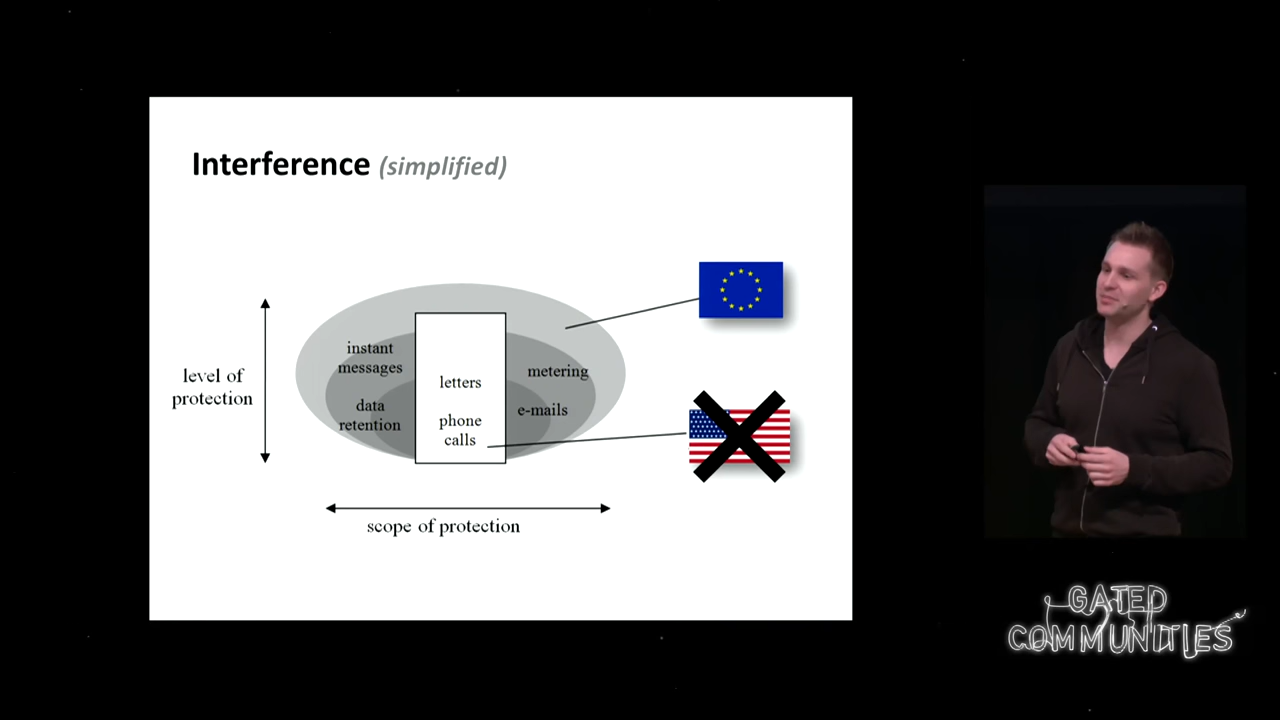 Interference (simplified)
level of
protection
instant
messages
data
retention
letters
phone
calls
metering
e-mails
scope of protection
GATED
COMMUNITIES